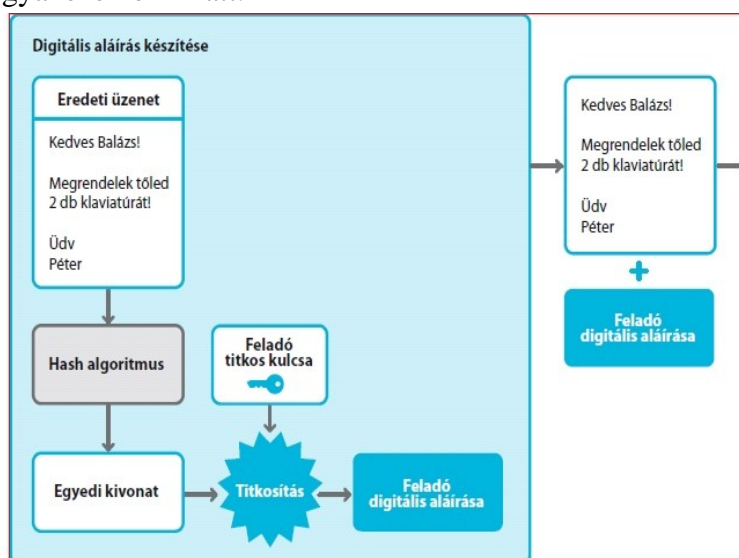 Digitális aláírás készítése
Eredeti üzenet
Kedves Balázs!
Megrendelek tőled
2 db klaviatúrát!
Üdv
Péter
Hash algoritmus
Feladó
titkos kulcsa
Egyedi kivonat
Titkosítás
Feladó
digitális aláírása
Kedves Balázs!
Megrendelek tőled
2 db klaviatúrát!
Üdv
Péter
+
Feladó
digitális aláírása